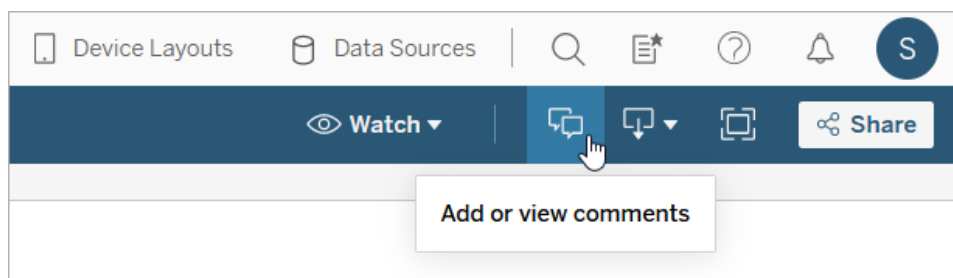 Device Layouts Data Sources S
Watch Share
Add or view comments